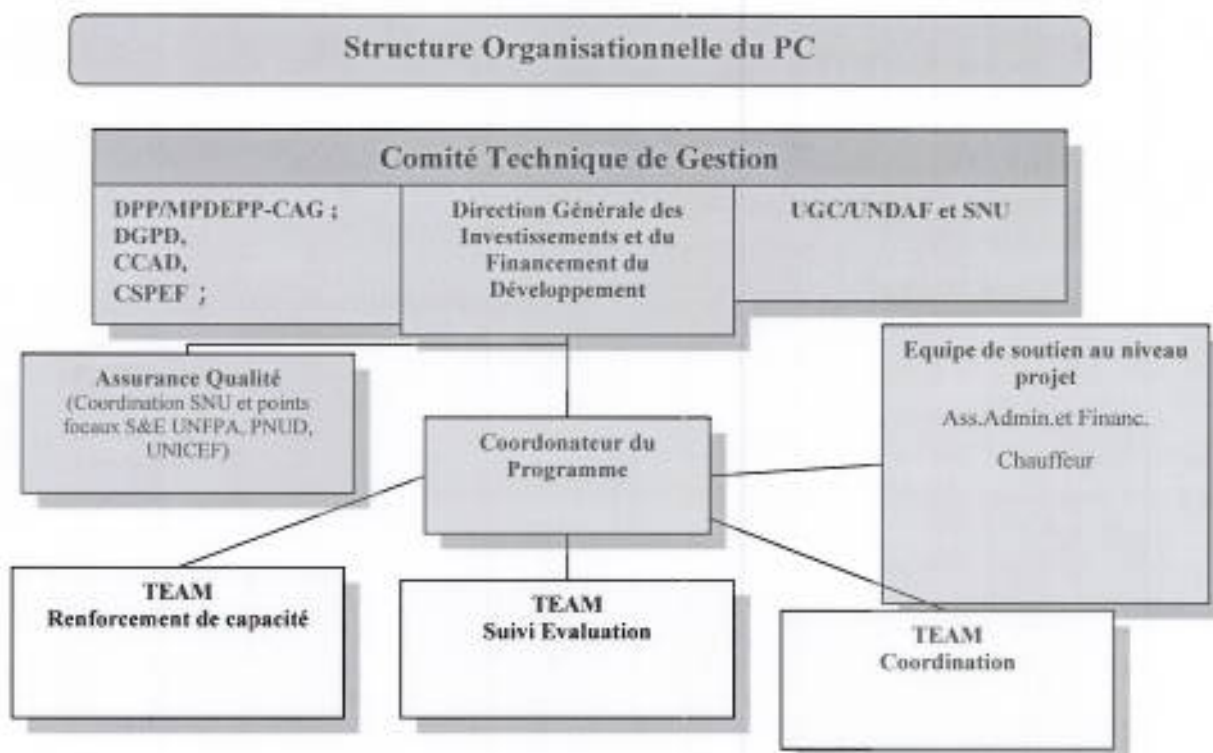 Structure Organisationnelle du PC
Comité Technique de Gestion
DPP/MPDEPP-CAG ;
DGPD,
CCAD,
CSPEF ;
Direction Générale des
Investissements et du
Financement du
Développement
UGC/UNDAF et SNU
Assurance Qualité
(Coordination SNU et points
focaux S&E UNFPA, PNUD,
UNICEF)
Coordonateur du
Programme
Equipe de soutien au niveau
projet
Ass.Admin.et Financ.
Chauffeur
TEAM
Renforcement de capacité
TEAM
Suivi Evaluation
TEAM
Coordination